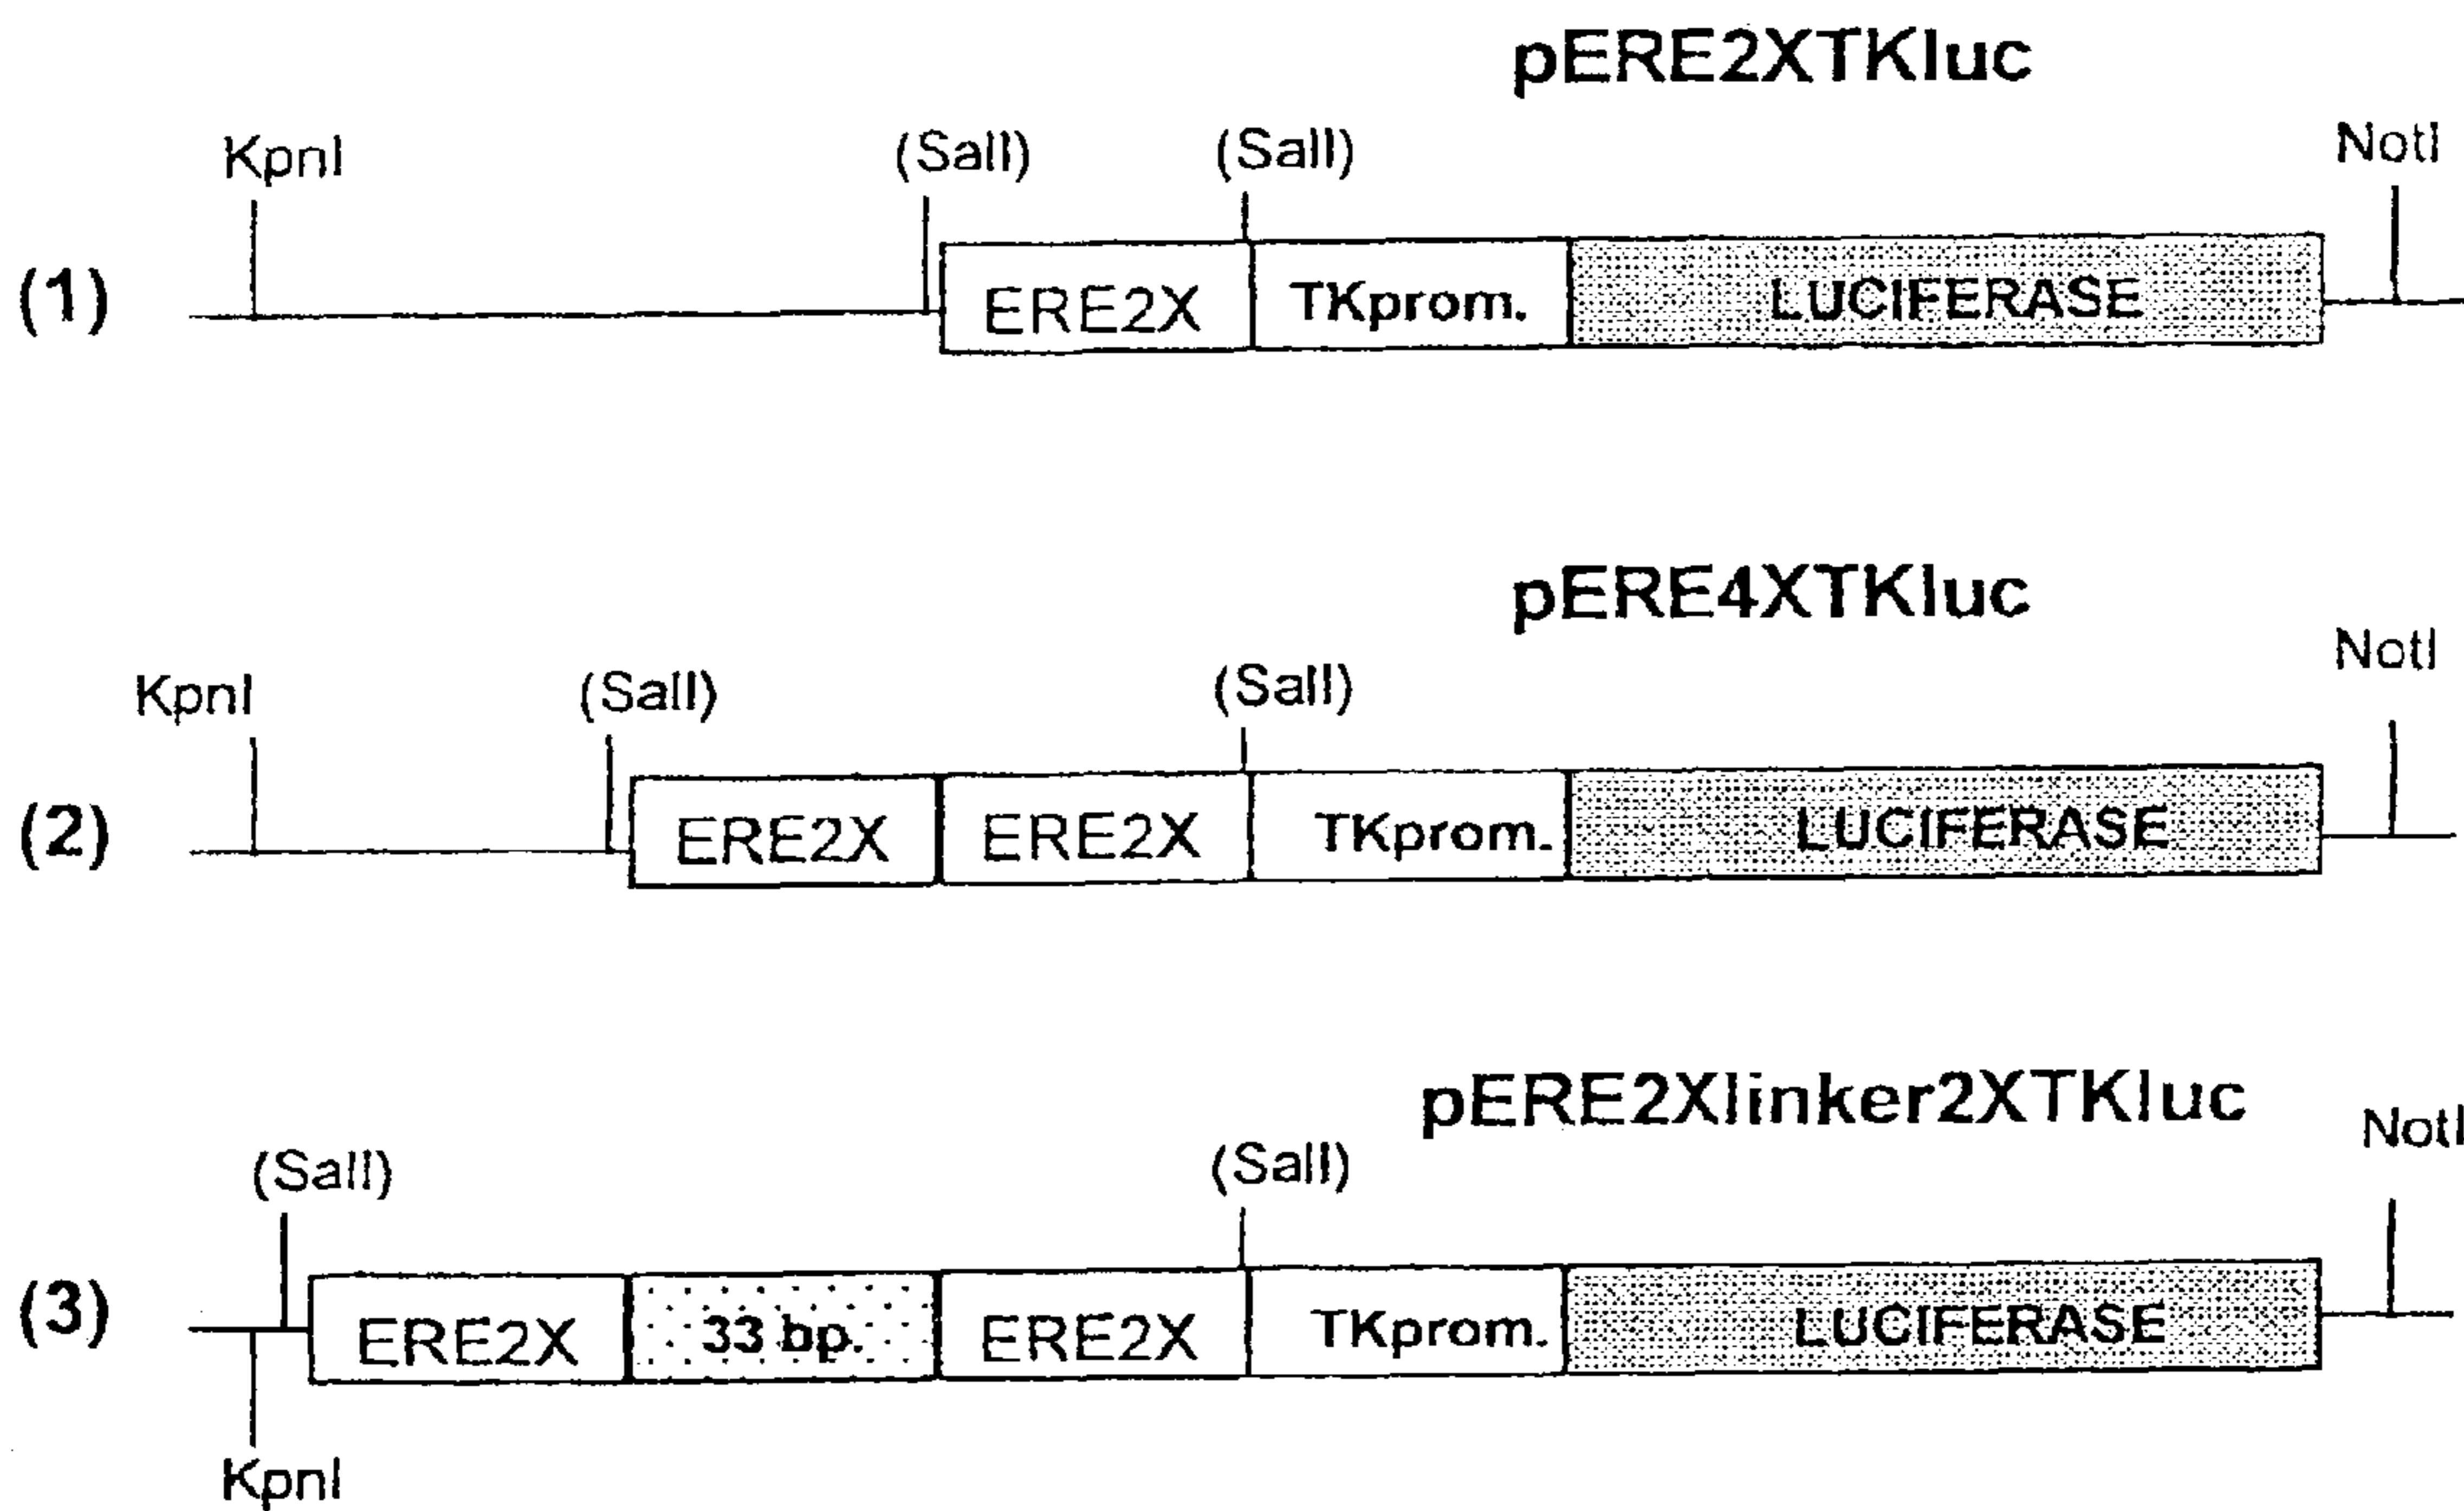 pERE2XTKluc
KpnI (SalI) (SalI) NotI
(1) ERE2X TKprom. LUCIFERASE
pERE4XTKluc
KpnI (SalI) (SalI) NotI
(2) ERE2X ERE2X TKprom. LUCIFERASE
pERE2Xlinker2XTKluc
(SalI) (SalI) NotI
(3) ERE2X 33 bp. ERE2X TKprom. LUCIFERASE
KpnI